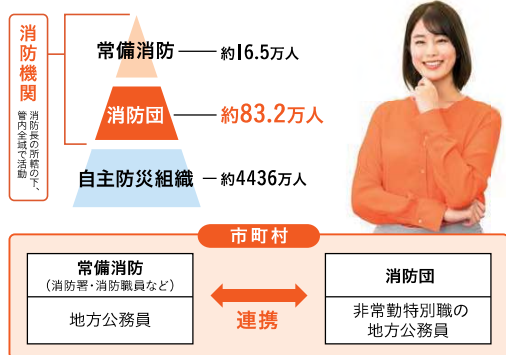 消防機関
消防長の所轄の下、
管内全域で活動
常備消防
約16.5万人
消防団
約83.2万人
自主防災組織
約4436万人
市町村
常備消防
（消防署・消防職員など）
地方公務員
連携
消防団
非常勤特別職の
地方公務員